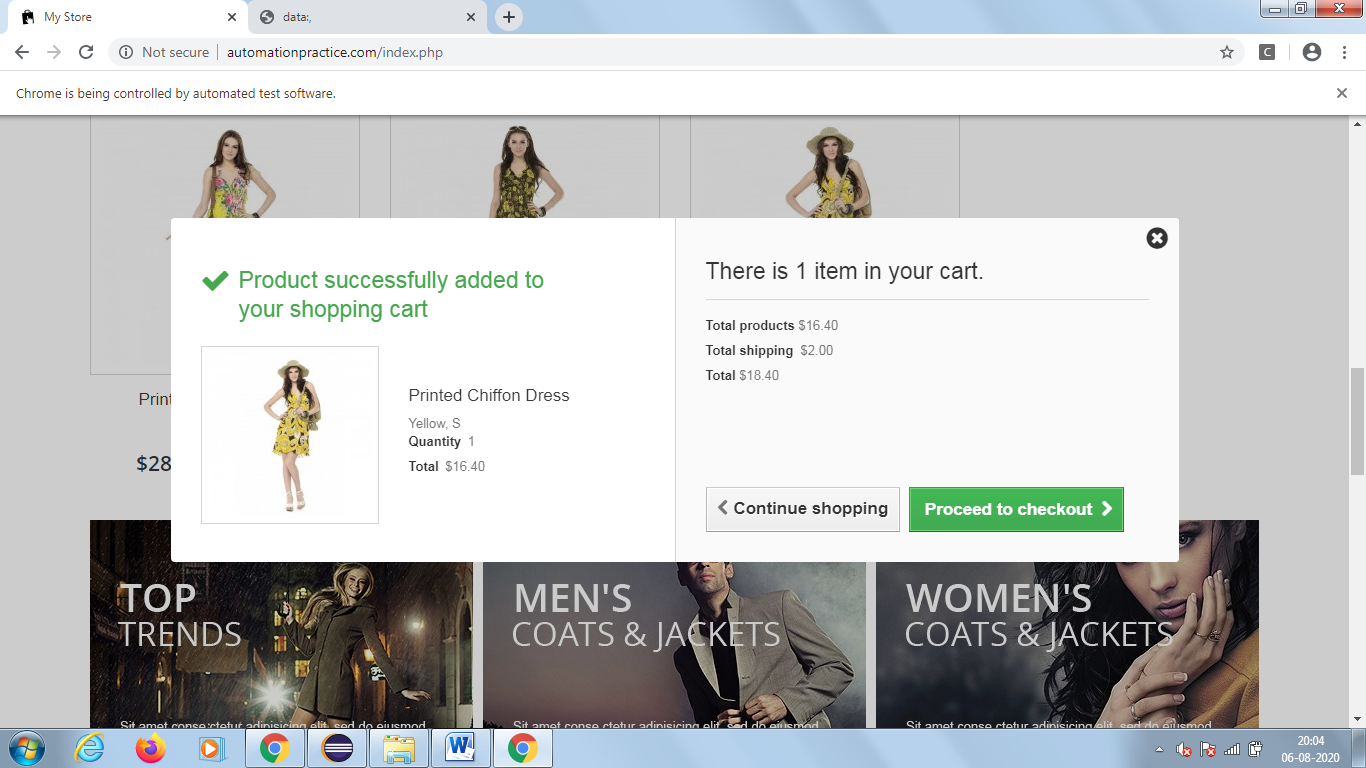 My Store
data:,
Not secure
automationpractice.com/index.php
C
Chrome is being controlled by automated test software.
Product successfully added to
your shopping cart
Printed Chiffon Dress
Yellow, S
Quantity 1
Total $16.40
There is 1 item in your cart.
Total products $16.40
Total shipping $2.00
Total $18.40
Continue shopping
Proceed to checkout
Print
$28
TOP
TRENDS
MEN'S
COATS & JACKETS
WOMEN'S
COATS & JACKETS
Sit amet conse ctetur adipisicing elit, sed do eiusmod
Sit amet conse ctetur adipisicing elit, sed do eiusmod
Sit amet conse ctetur adipisicing elit, sed do eiusmod
W
20:04
06-08-2020